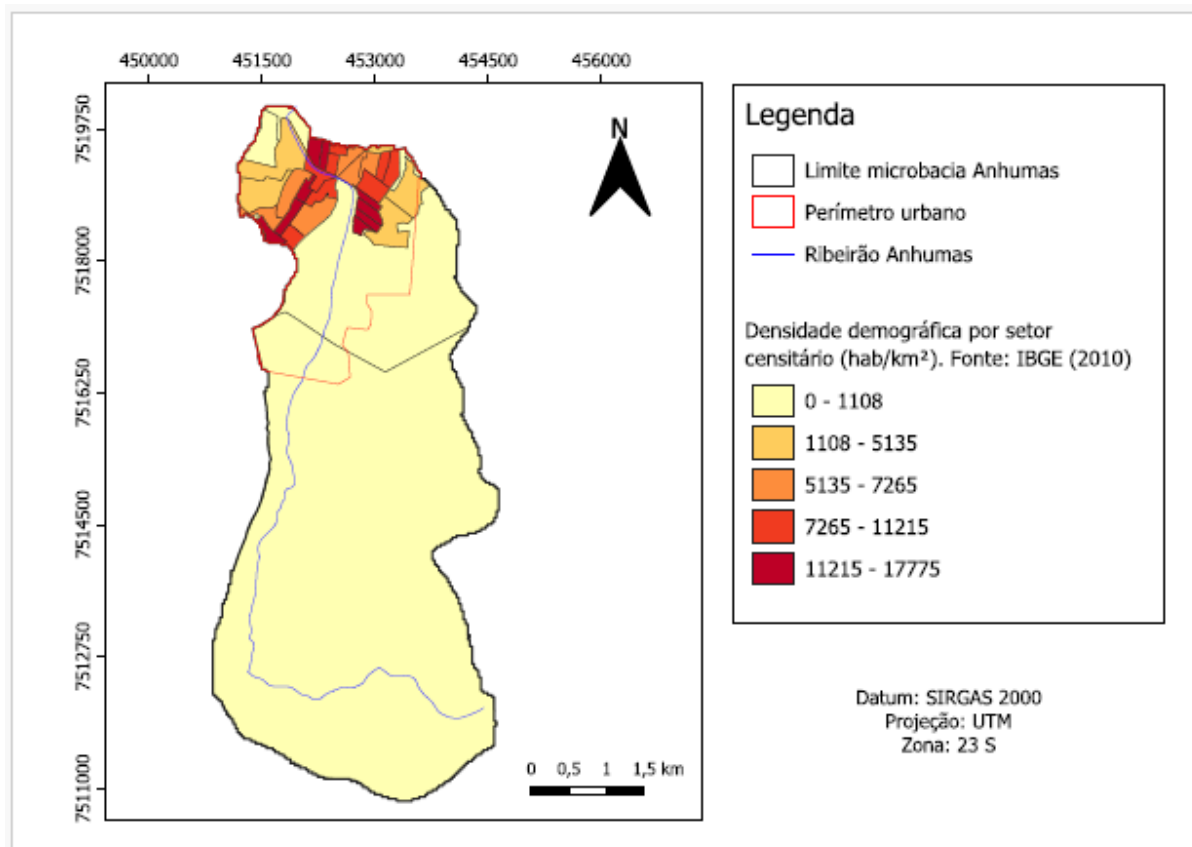 450000 451500 453000 454500 456000
7519750
7518000
7516250
7514500
7512750
7511000
N
0 0,5 1 1,5 km
Legenda
Limite microbacia Anhumas
Perímetro urbano
Ribeirão Anhumas
Densidade demográfica por setor
censitário (hab/km²). Fonte: IBGE (2010)
0 - 1108
1108 - 5135
5135 - 7265
7265 - 11215
11215 - 17775
Datum: SIRGAS 2000
Projeção: UTM
Zona: 23 S